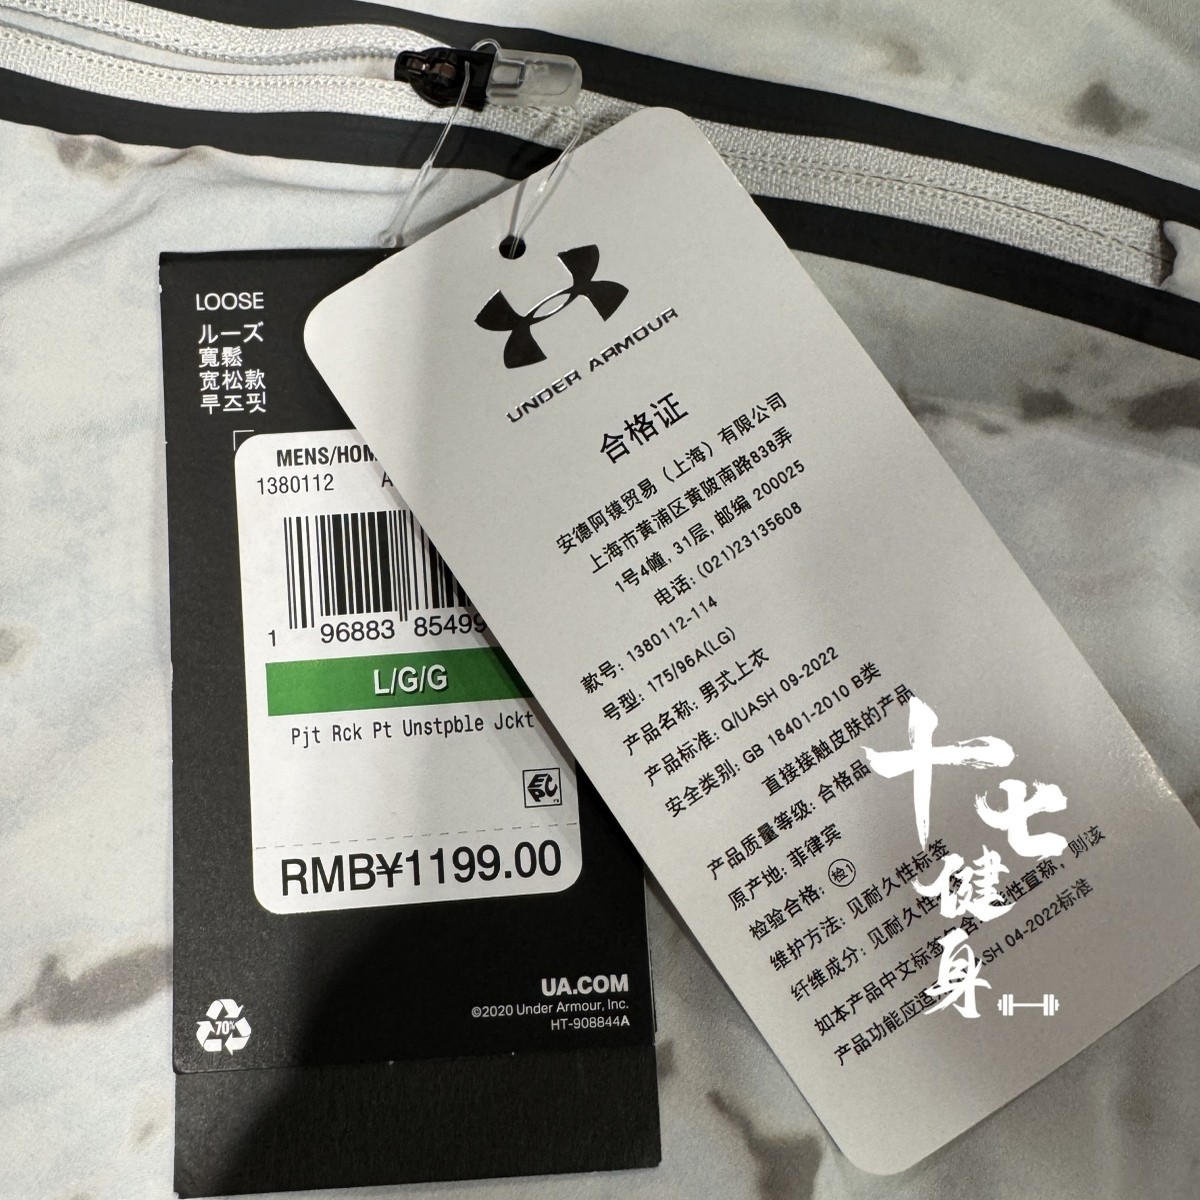 LOOSE
ルーズ
寬鬆
宽松款
루즈핏
MENS/HOM
1380112
1 96883 85499
L/G/G
Pjt Rck Pt Unstpble Jckt
EPC
RMB¥1199.00
UA.COM
©2020 Under Armour, Inc.
HT-908844A
70%
UNDER ARMOUR
合格证
安德阿镆贸易（上海）有限公司
上海市黄浦区黄陂南路838弄
1号4幢, 31层, 邮编 200025
电话: (021)23135608
款号: 1380112-114
号型: 175/96A(LG)
产品名称: 男式上衣
产品标准: Q/UASH 09-2022
安全类别: GB 18401-2010 B类
直接接触皮肤的产品
产品质量等级: 合格品
原产地: 菲律宾
检验合格: 检1
维护方法: 见耐久性标签
纤维成分: 见耐久性
如本产品中文标签包含 性宣称，则该
产品功能应适 SH 04-2022标准
十七
健身